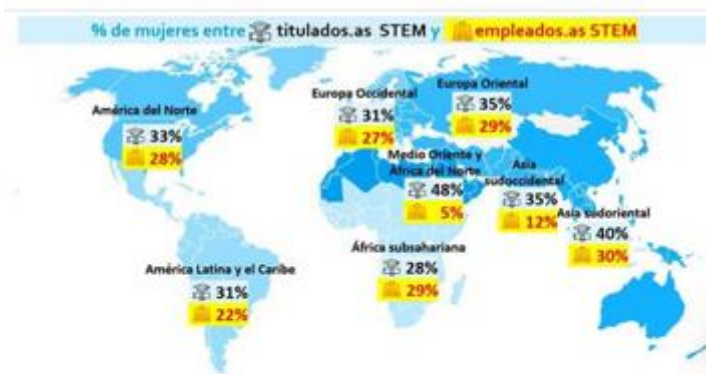 % de mujeres entre titulados.as STEM y empleados.as STEM
América del Norte
33%
28%
Europa Occidental
31%
27%
Europa Oriental
35%
29%
Medio Oriente y
África del Norte
48%
5%
Asia
sudoccidental
35%
12%
Asia sudoriental
40%
30%
África subsahariana
28%
29%
América Latina y el Caribe
31%
22%